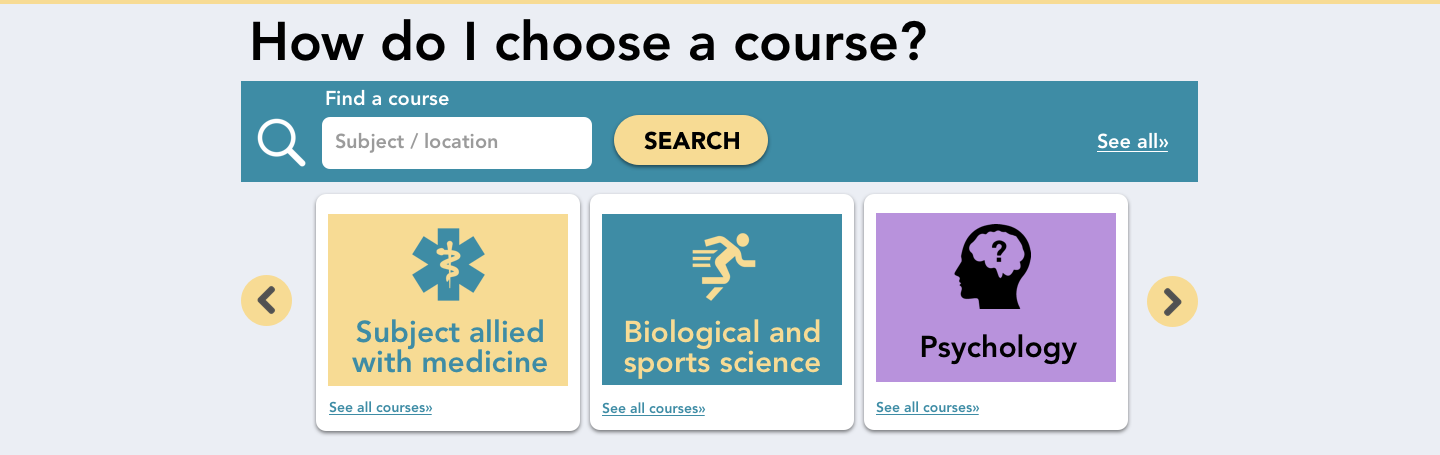 How do I choose a course?
Find a course
Subject / location
SEARCH
See all»
Subject allied
with medicine
See all courses»
Biological and
sports science
See all courses»
?
Psychology
See all courses»